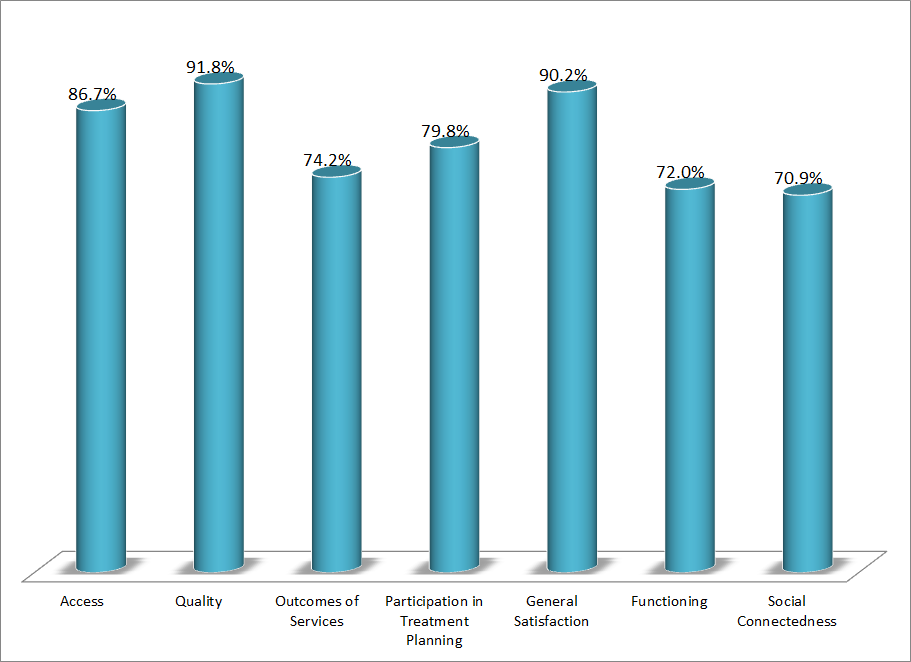 86.7%
91.8%
74.2%
79.8%
90.2%
72.0%
70.9%
Access
Quality
Outcomes of
Services
Participation in
Treatment
Planning
General
Satisfaction
Functioning
Social
Connectedness